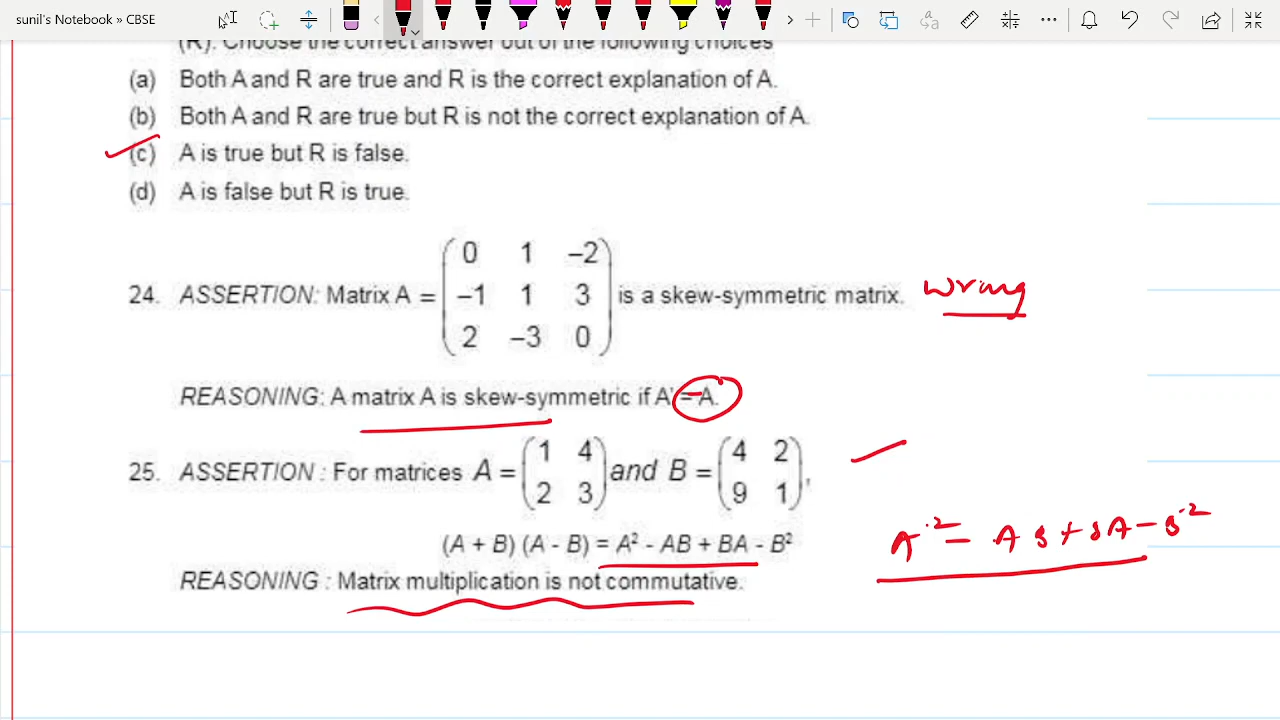 sunil's Notebook » CBSE
(R). Choose the correct answer out of the following choices
(a) Both A and R are true and R is the correct explanation of A.
(b) Both A and R are true but R is not the correct explanation of A.
(c) A is true but R is false.
(d) A is false but R is true.
0 1 –2
24. ASSERTION: Matrix A = –1 1 3 is a skew-symmetric matrix. wrong
2 –3 0
REASONING: A matrix A is skew-symmetric if A' = –A.
1 4 4 2
25. ASSERTION : For matrices A = and B = ,
2 3 9 1
(A + B) (A - B) = A² - AB + BA - B²
A² – AB + BA – B²
REASONING : Matrix multiplication is not commutative.